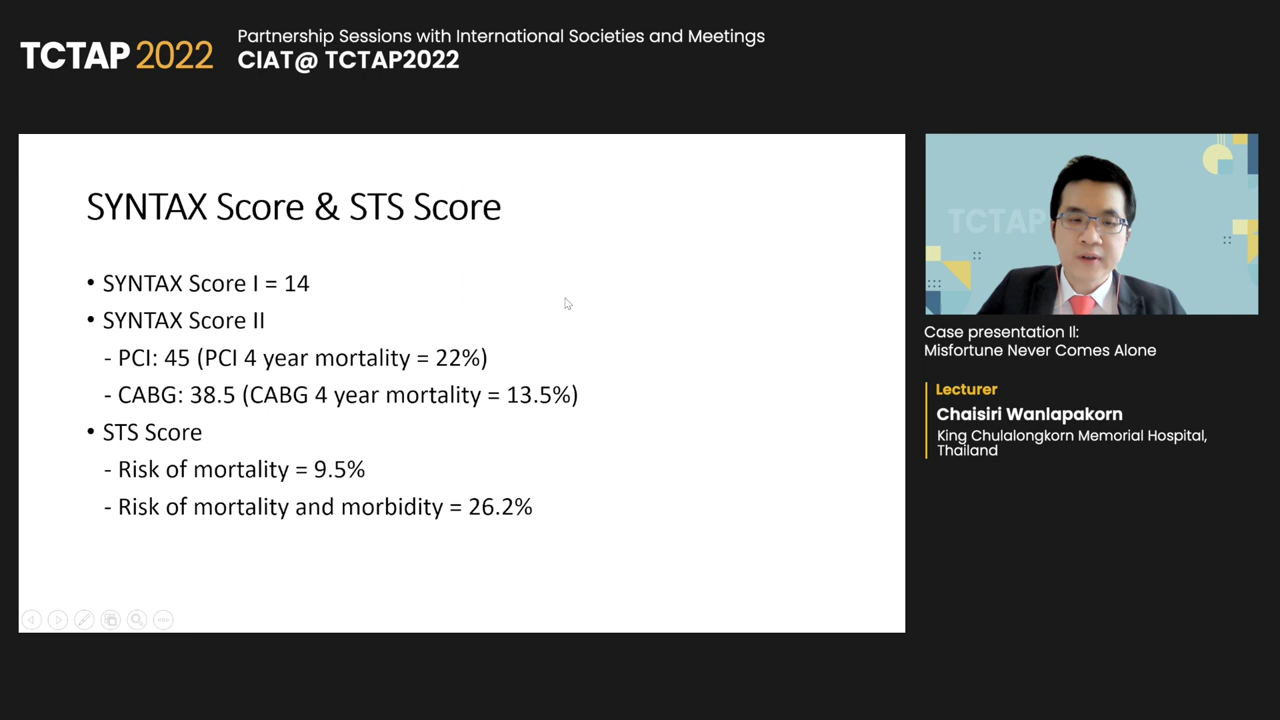 TCTAP 2022
Partnership Sessions with International Societies and Meetings
CIAT@ TCTAP2022
SYNTAX Score & STS Score
• SYNTAX Score I = 14
• SYNTAX Score II
- PCI: 45 (PCI 4 year mortality = 22%)
- CABG: 38.5 (CABG 4 year mortality = 13.5%)
• STS Score
- Risk of mortality = 9.5%
- Risk of mortality and morbidity = 26.2%
TCTAP
Case presentation II:
Misfortune Never Comes Alone
Lecturer
Chaisiri Wanlapakorn
King Chulalongkorn Memorial Hospital,
Thailand